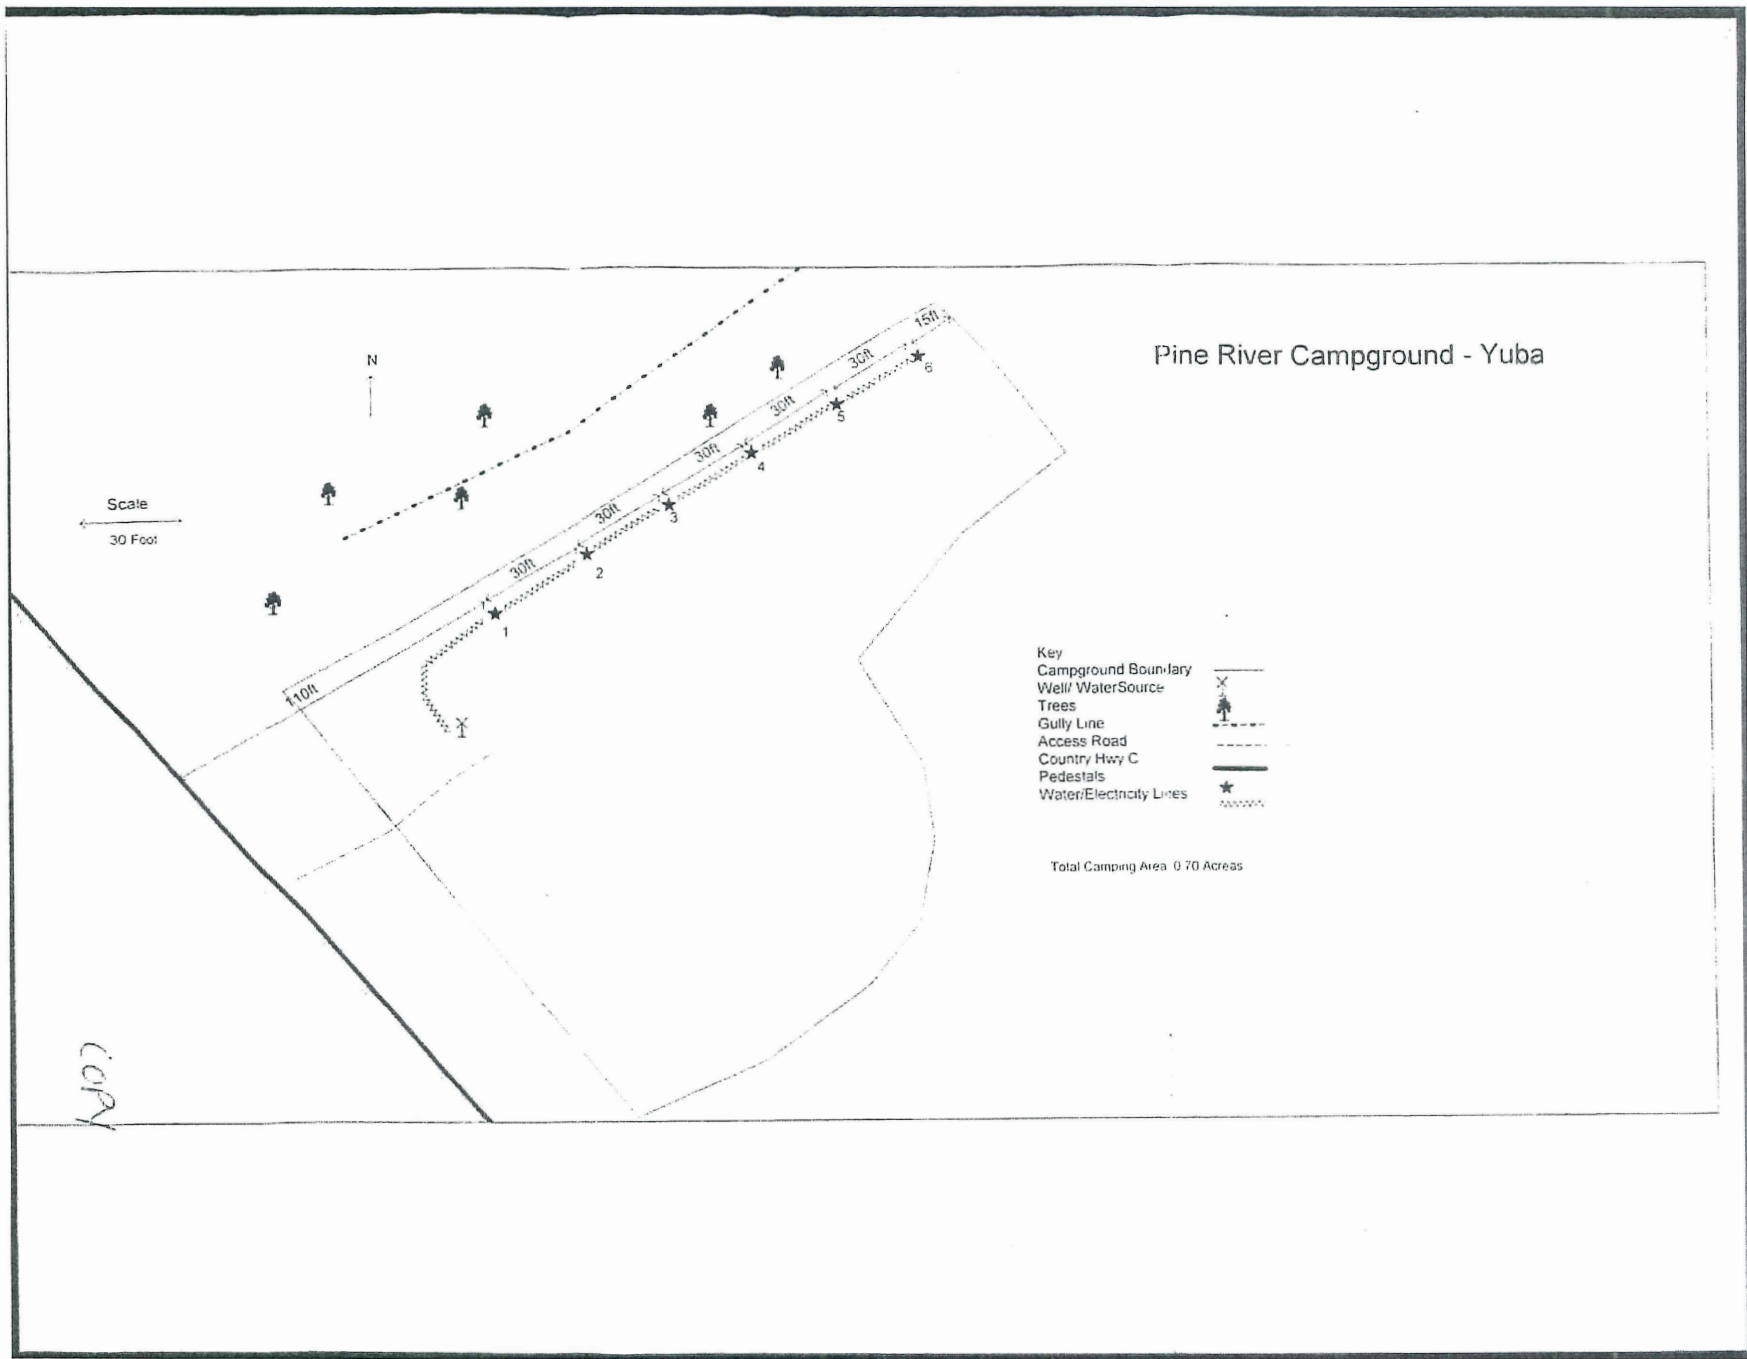 15ft
Pine River Campground - Yuba
N
30ft
6
30ft
5
30ft
4
Scale
30 Foot
30ft
3
30ft
2
1
110ft
Key
Campground Boundary
Well/ WaterSource
Trees
Gully Line
Access Road
Country Hwy C
Pedestals
Water/Electricity Lines
Total Camping Area 0.70 Acreas
COPY